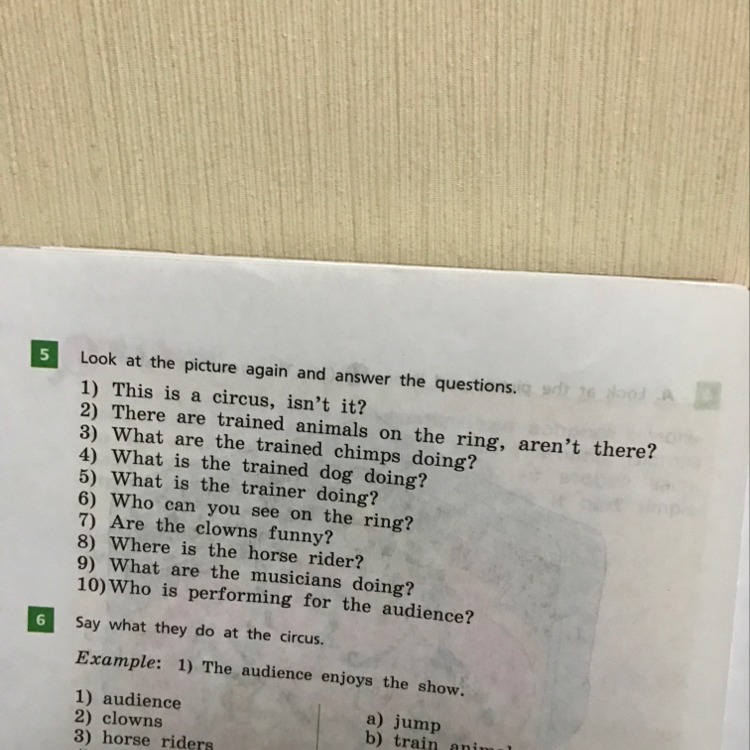 5 Look at the picture again and answer the questions.
1) This is a circus, isn't it?
2) There are trained animals on the ring, aren't there?
3) What are the trained chimps doing?
4) What is the trained dog doing?
5) What is the trainer doing?
6) Who can you see on the ring?
7) Are the clowns funny?
8) Where is the horse rider?
9) What are the musicians doing?
10) Who is performing for the audience?
6 Say what they do at the circus.
Example: 1) The audience enjoys the show.
1) audience
2) clowns
3) horse riders
a) jump
b) train